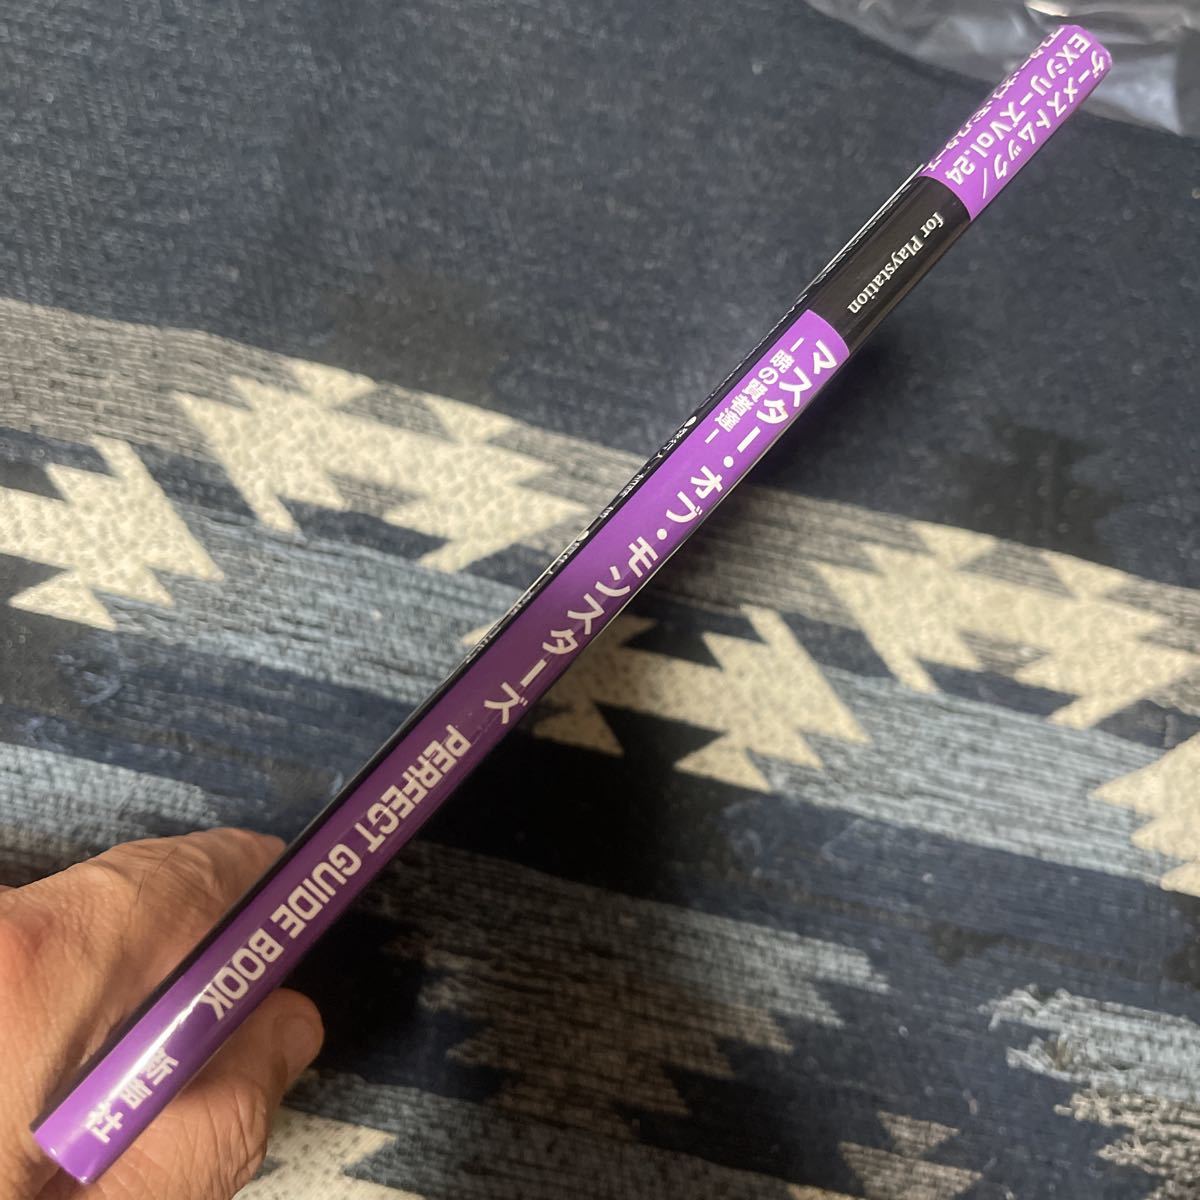 ゲーメストムック/
EXシリーズVol.24
for Playstation
マスター・オブ・モンスターズ
ー暁の賢者達ー
PERFECT GUIDE BOOK
新声社